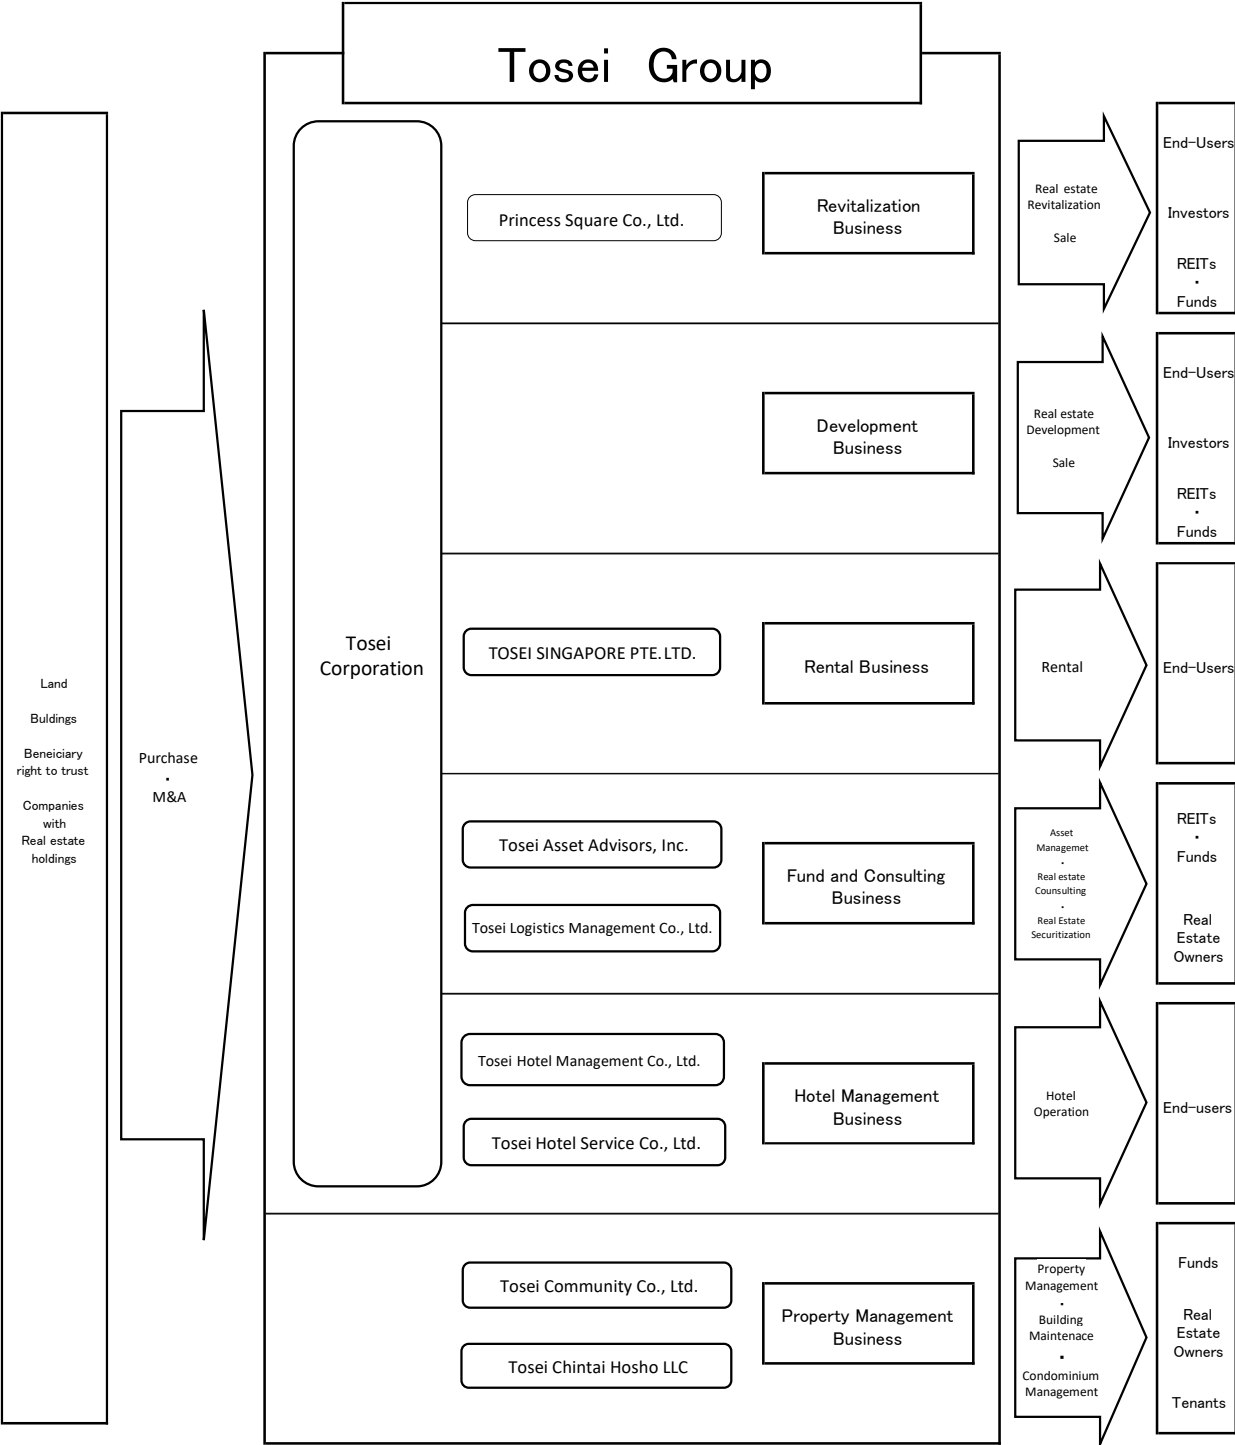 Tosei Group
Land
Buldings
Beneiciary
right to trust
Companies
with
Real estate
holdings
Purchase
・
M&A
Tosei
Corporation
Princess Square Co., Ltd.
Revitalization
Business
Real estate
Revitalization
Sale
End-Users
Investors
REITs
・
Funds
Development
Business
Real estate
Development
Sale
End-Users
Investors
REITs
・
Funds
TOSEI SINGAPORE PTE.LTD.
Rental Business
Rental
End-Users
Tosei Asset Advisors, Inc.
Tosei Logistics Management Co., Ltd.
Fund and Consulting
Business
Asset
Managemet
・
Real estate
Counsulting
・
Real Estate
Securitization
REITs
・
Funds
Real
Estate
Owners
Tosei Hotel Management Co., Ltd.
Tosei Hotel Service Co., Ltd.
Hotel Management
Business
Hotel
Operation
End-users
Tosei Community Co., Ltd.
Tosei Chintai Hosho LLC
Property Management
Business
Property
Management
・
Building
Maintenace
・
Condominium
Management
Funds
Real
Estate
Owners
Tenants